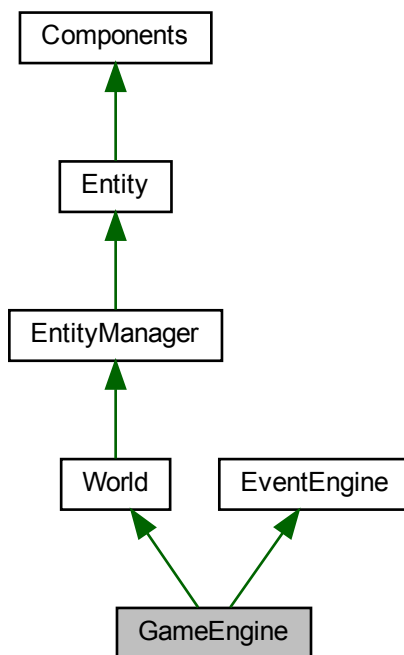 Components
Entity
EntityManager
World
EventEngine
GameEngine